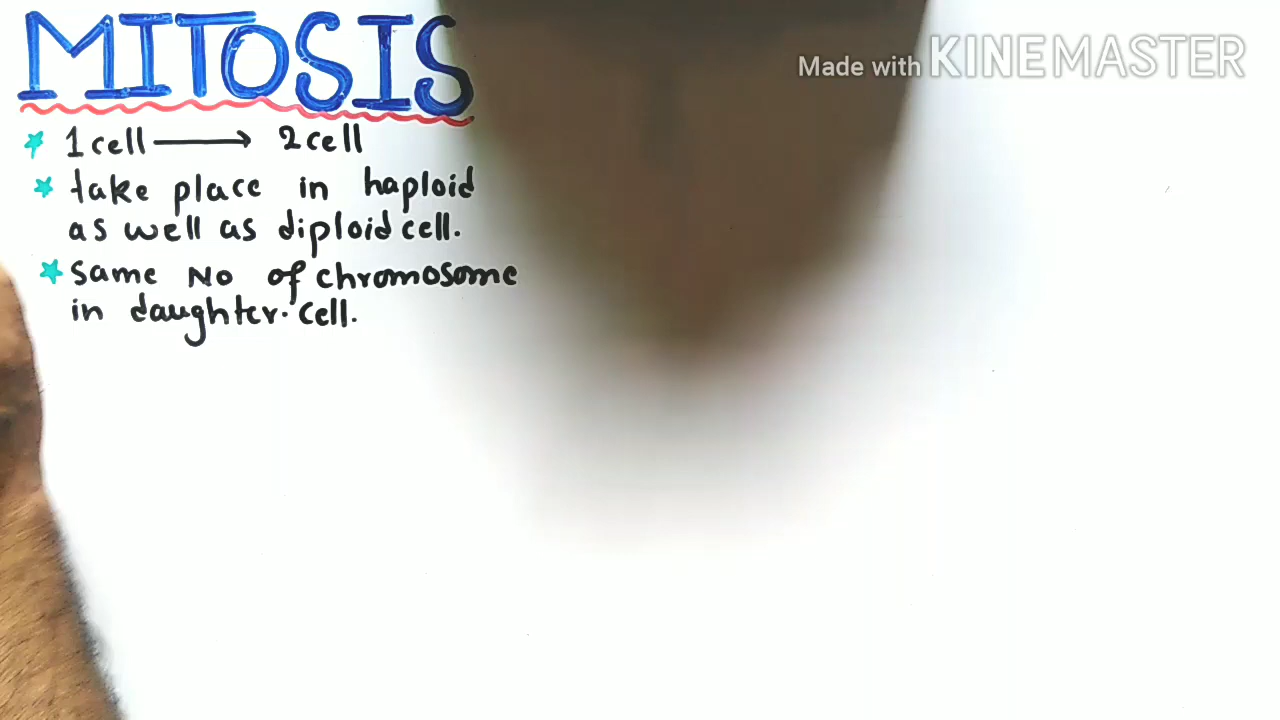 MITOSIS
Made with KINEMASTER
1 cell → 2 cell
take place in haploid
as well as diploid cell.
Same No of chromosome
in daughter. cell.